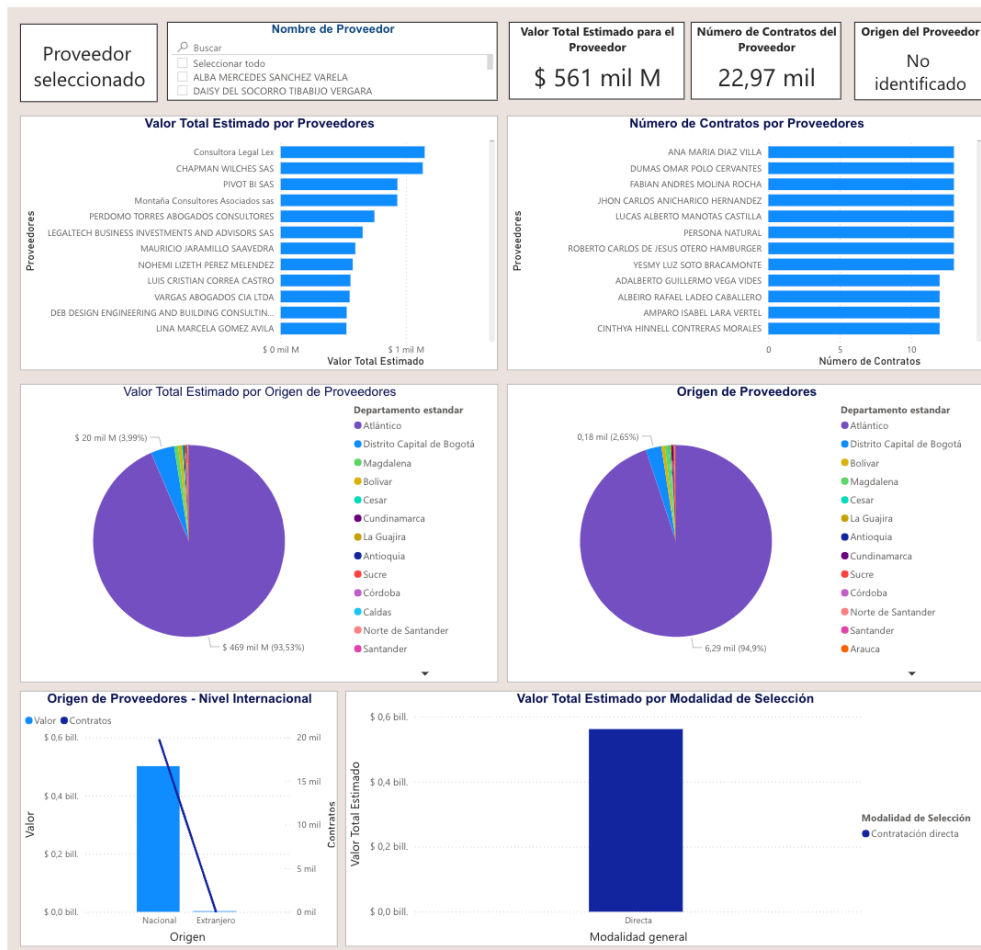 Proveedor
seleccionado
Nombre de Proveedor
Buscar
Seleccionar todo
ALBA MERCEDES SANCHEZ VARELA
DAISY DEL SOCORRO TIBABIJO VERGARA
Valor Total Estimado para el
Proveedor
$ 561 mil M
Número de Contratos del
Proveedor
22,97 mil
Origen del Proveedor
No
identificado
Valor Total Estimado por Proveedores
Proveedores
Consultora Legal Lex
CHAPMAN WILCHES SAS
PIVOT BI SAS
Montaña Consultores Asociados sas
PERDOMO TORRES ABOGADOS CONSULTORES
LEGALTECH BUSINESS INVESTMENTS AND ADVISORS SAS
MAURICIO JARAMILLO SAAVEDRA
NOHEMI LIZETH PEREZ MELENDEZ
LUIS CRISTIAN CORREA CASTRO
VARGAS ABOGADOS CIA LTDA
DEB DESIGN ENGINEERING AND BUILDING CONSULTIN...
LINA MARCELA GOMEZ AVILA
$ 0 mil M
$ 1 mil M
Valor Total Estimado
Número de Contratos por Proveedores
Proveedores
ANA MARIA DIAZ VILLA
DUMAS OMAR POLO CERVANTES
FABIAN ANDRES MOLINA ROCHA
JHON CARLOS ANICHARICO HERNANDEZ
LUCAS ALBERTO MANOTAS CASTILLA
PERSONA NATURAL
ROBERTO CARLOS DE JESUS OTERO HAMBURGER
YESMY LUZ SOTO BRACAMONTE
ADALBERTO GUILLERMO VEGA VIDES
ALBEIRO RAFAEL LADEO CABALLERO
AMPARO ISABEL LARA VERTEL
CINTHYA HINNELL CONTRERAS MORALES
0
5
10
Número de Contratos
Valor Total Estimado por Origen de Proveedores
$ 20 mil M (3,99%)
$ 469 mil M (93,53%)
Departamento estandar
Atlántico
Distrito Capital de Bogotá
Magdalena
Bolívar
Cesar
Cundinamarca
La Guajira
Antioquia
Sucre
Córdoba
Caldas
Norte de Santander
Santander
Origen de Proveedores
0,18 mil (2,65%)
6,29 mil (94,9%)
Departamento estandar
Atlántico
Distrito Capital de Bogotá
Bolívar
Magdalena
Cesar
La Guajira
Antioquia
Cundinamarca
Sucre
Córdoba
Norte de Santander
Santander
Arauca
Origen de Proveedores - Nivel Internacional
Valor
Contratos
Valor
$ 0,6 bill.
$ 0,4 bill.
$ 0,2 bill.
$ 0,0 bill.
20 mil
15 mil
10 mil
5 mil
0 mil
Contratos
Nacional
Extranjero
Origen
Valor Total Estimado por Modalidad de Selección
Valor Total Estimado
$ 0,6 bill.
$ 0,4 bill.
$ 0,2 bill.
$ 0,0 bill.
Directa
Modalidad general
Modalidad de Selección
Contratación directa